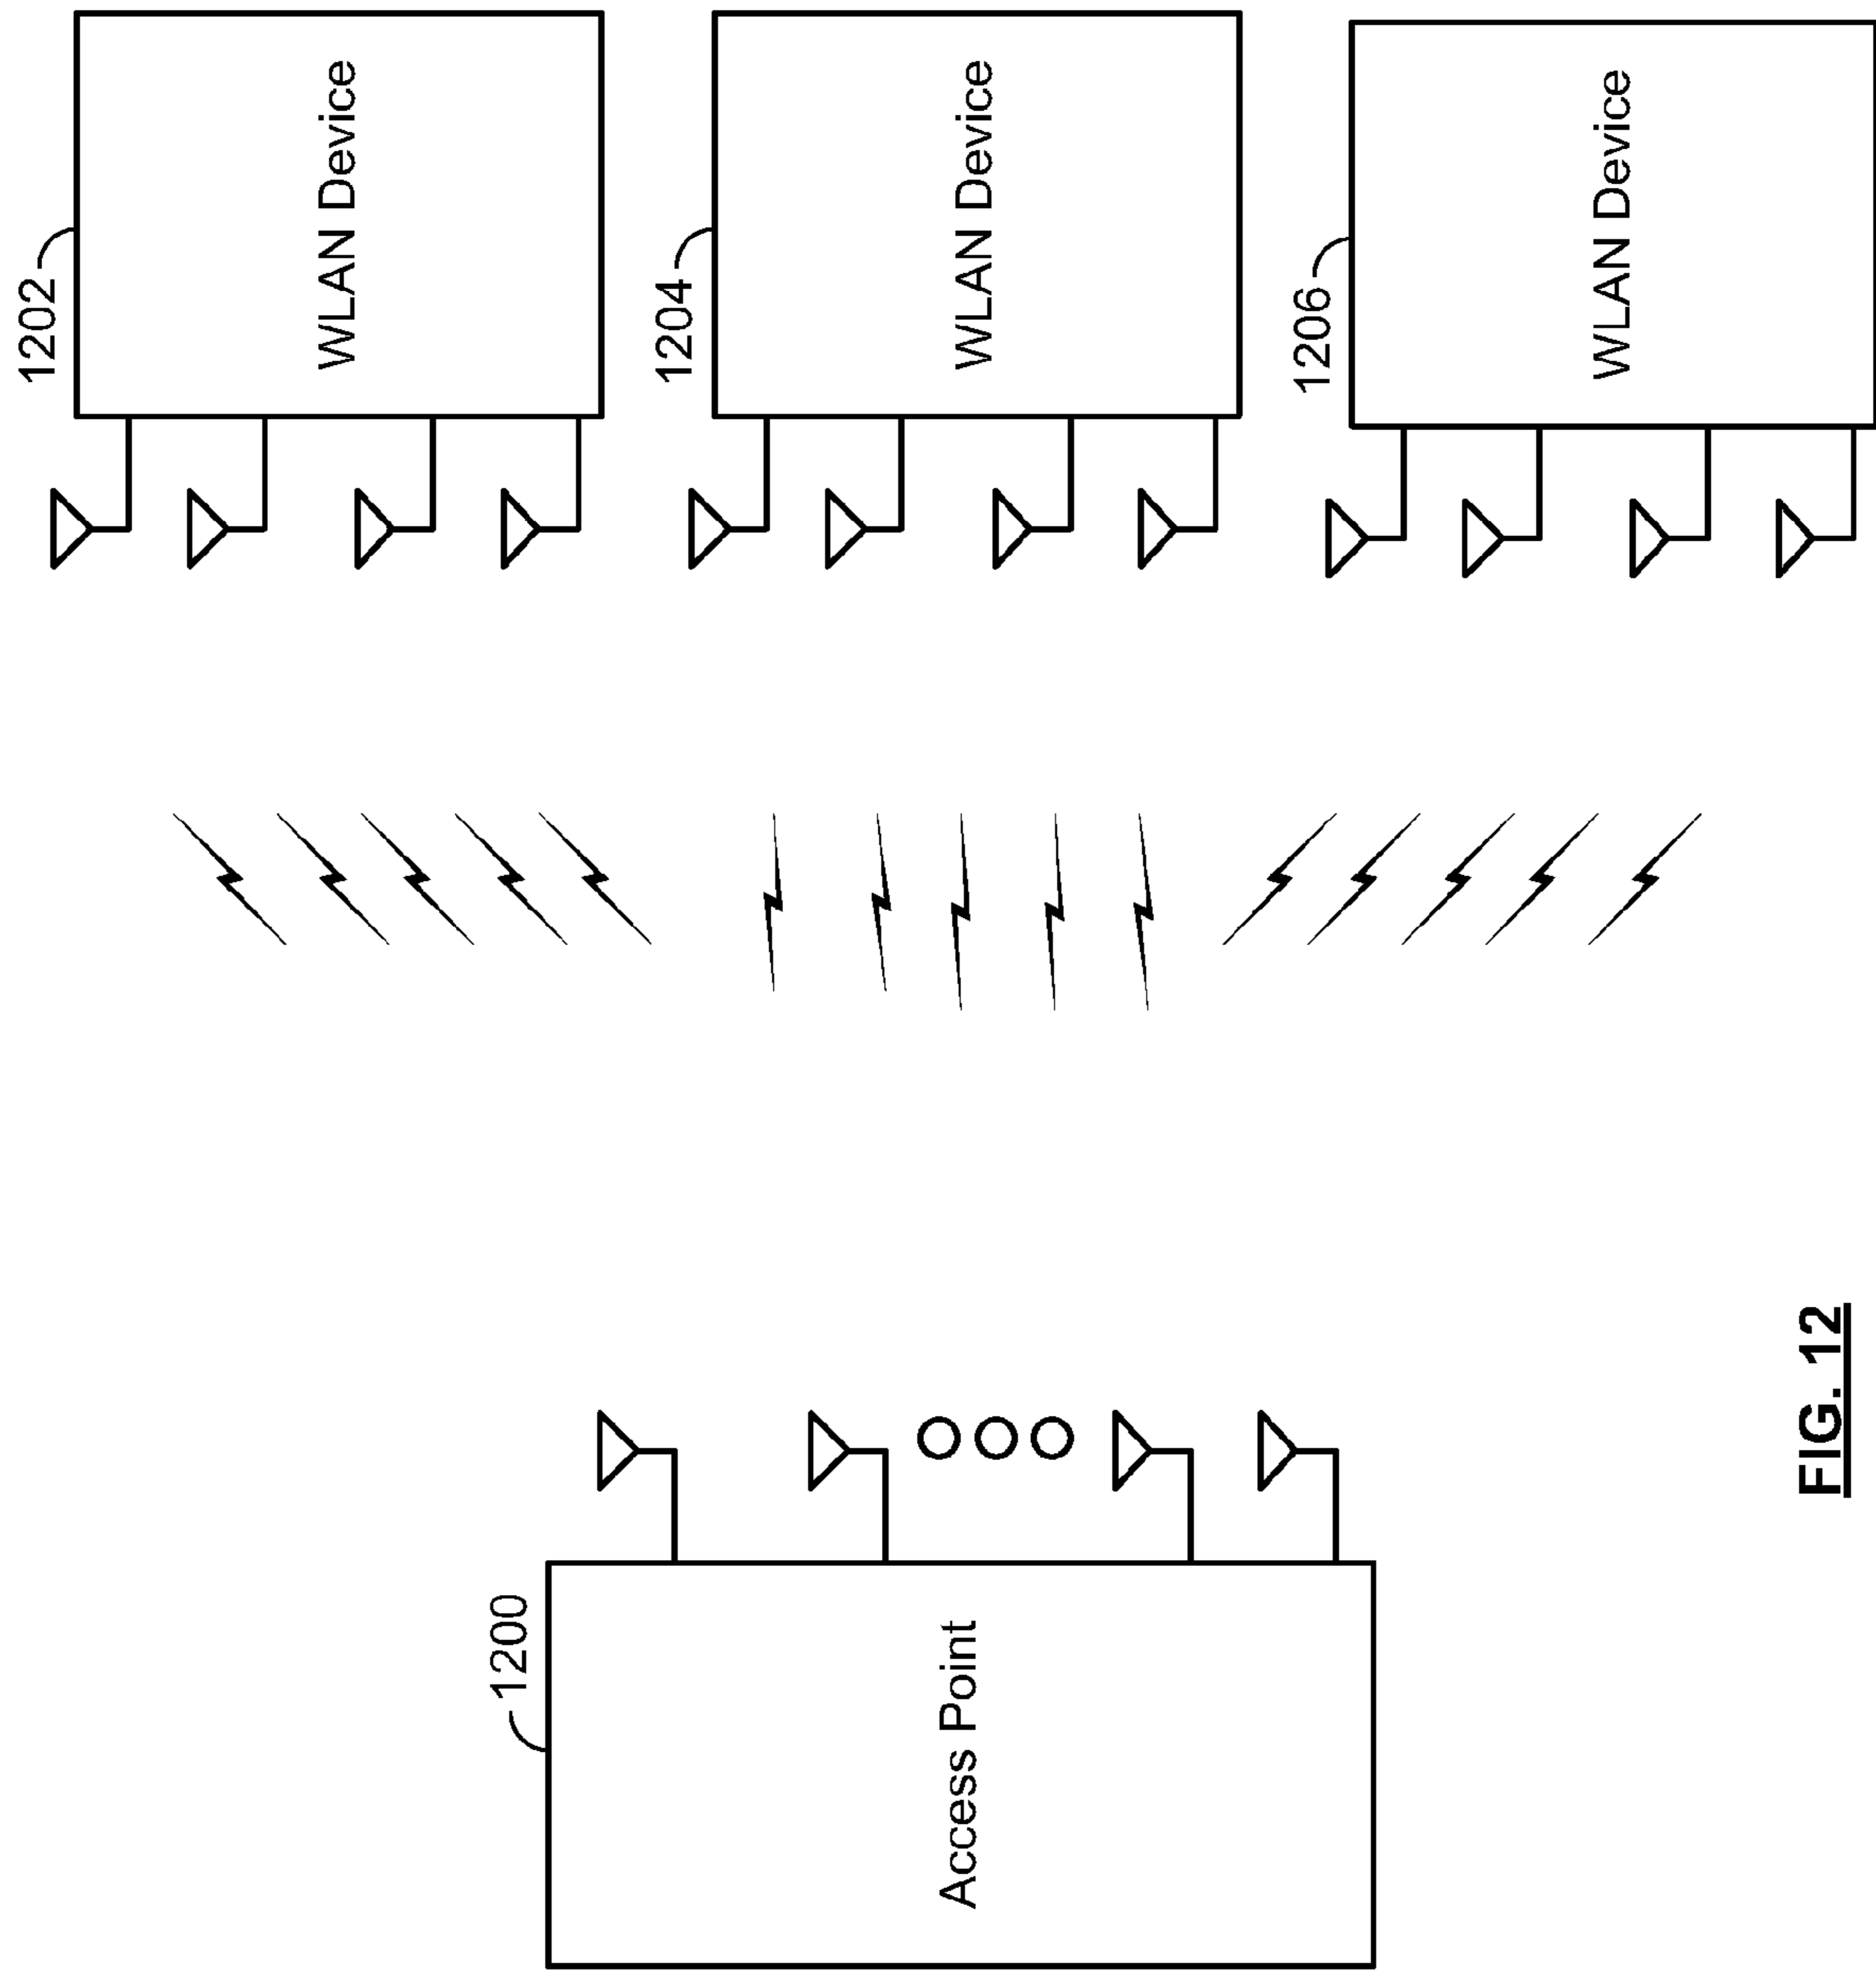 1202
WLAN Device
1204
WLAN Device
1206
WLAN Device
1200
Access Point
FIG. 12